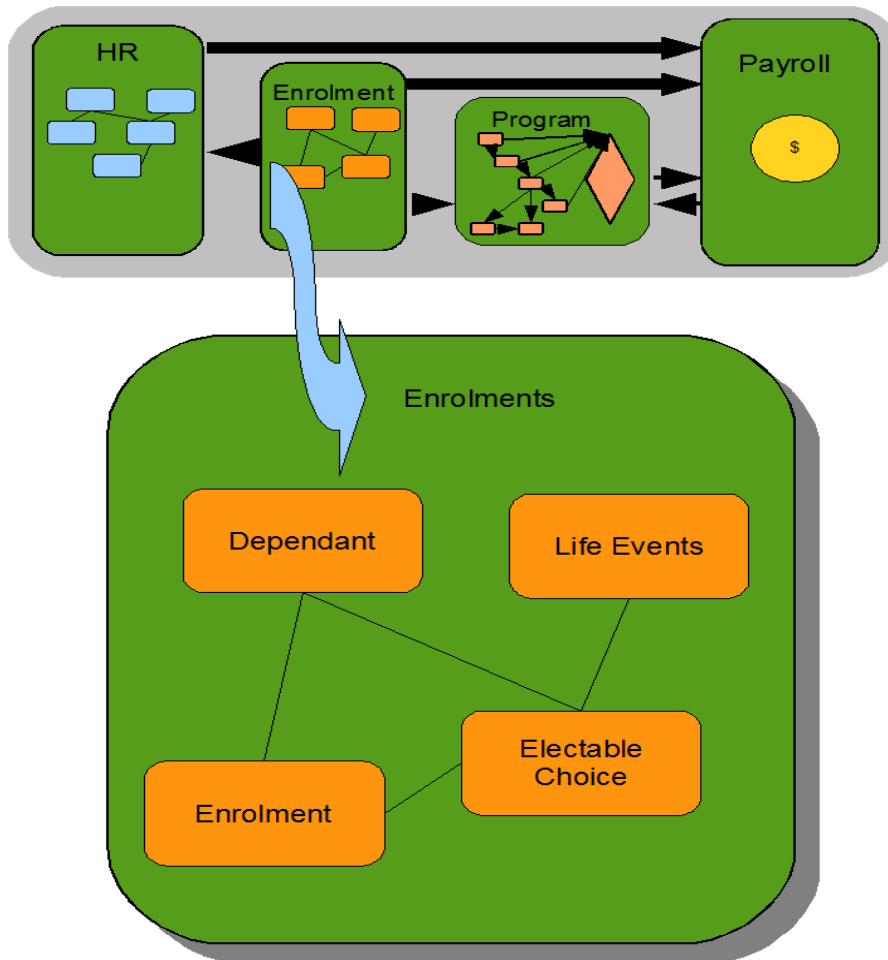 HR
Enrolment
Program
Payroll
$
Enrolments
Dependant
Life Events
Electable
Choice
Enrolment